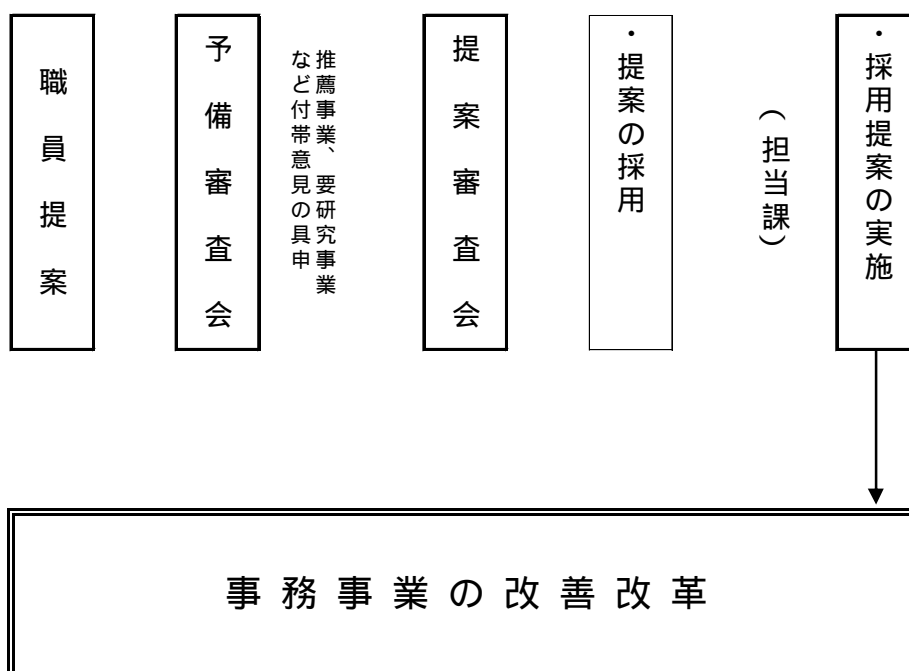 職員提案
予備審査会
推薦事業、要研究事業
など付帯意見の具申
提案審査会
・提案の採用
（担当課）
・採用提案の実施
事務事業の改善改革